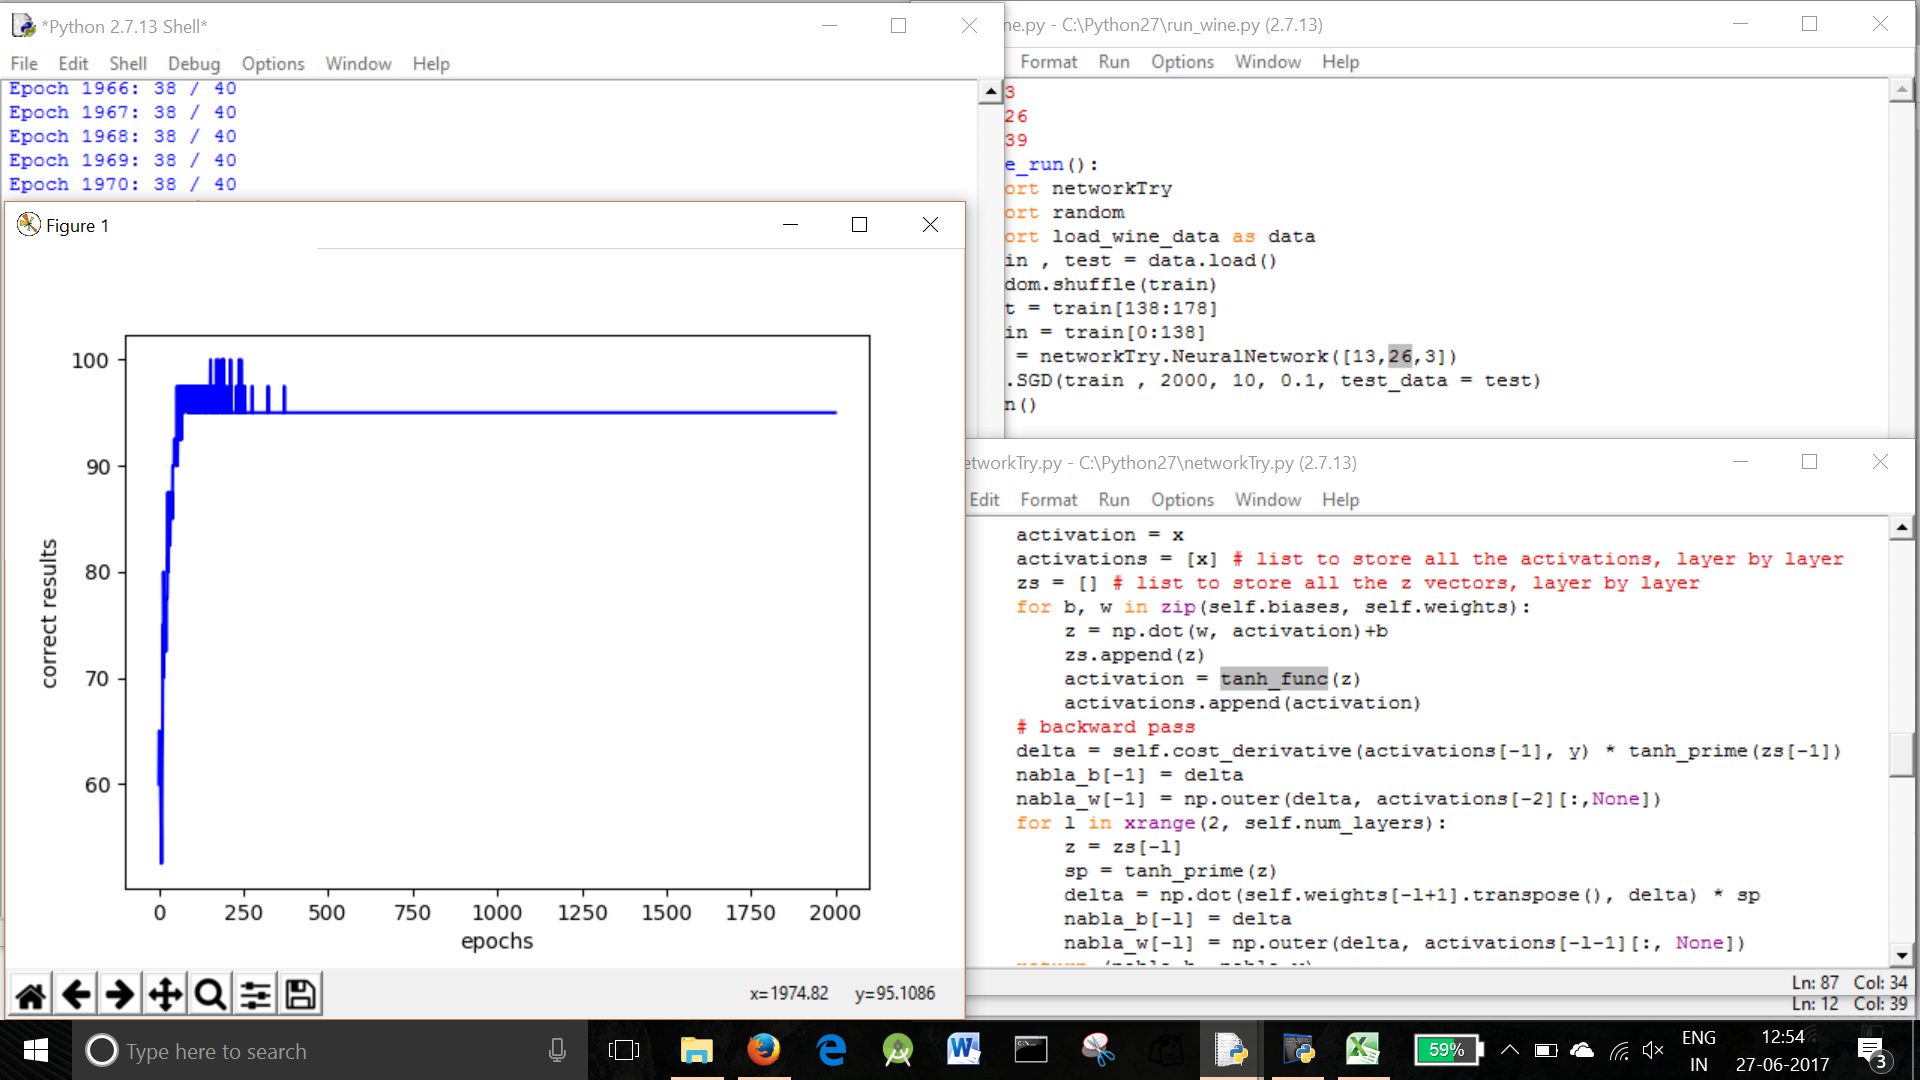 *Python 2.7.13 Shell*
File Edit Shell Debug Options Window Help
Epoch 1966: 38 / 40
Epoch 1967: 38 / 40
Epoch 1968: 38 / 40
Epoch 1969: 38 / 40
Epoch 1970: 38 / 40
Figure 1
100
90
80
70
60
correct results
0 250 500 750 1000 1250 1500 1750 2000
epochs
x=1974.82 y=95.1086
ne.py - C:\Python27\run_wine.py (2.7.13)
Format Run Options Window Help
3
26
39
e_run():
ort networkTry
ort random
ort load_wine_data as data
in , test = data.load()
dom.shuffle(train)
t = train[138:178]
in = train[0:138]
= networkTry.NeuralNetwork([13,26,3])
.SGD(train , 2000, 10, 0.1, test_data = test)
n()
etworkTry.py - C:\Python27\networkTry.py (2.7.13)
Edit Format Run Options Window Help
activation = x
activations = [x] # list to store all the activations, layer by layer
zs = [] # list to store all the z vectors, layer by layer
for b, w in zip(self.biases, self.weights):
z = np.dot(w, activation)+b
zs.append(z)
activation = tanh_func(z)
activations.append(activation)
# backward pass
delta = self.cost_derivative(activations[-1], y) * tanh_prime(zs[-1])
nabla_b[-1] = delta
nabla_w[-1] = np.outer(delta, activations[-2][:,None])
for l in xrange(2, self.num_layers):
z = zs[-l]
sp = tanh_prime(z)
delta = np.dot(self.weights[-l+1].transpose(), delta) * sp
nabla_b[-l] = delta
nabla_w[-l] = np.outer(delta, activations[-l-1][:, None])
Ln: 87 Col: 34
Ln: 12 Col: 39
Type here to search
59%
ENG
IN
12:54
27-06-2017
3